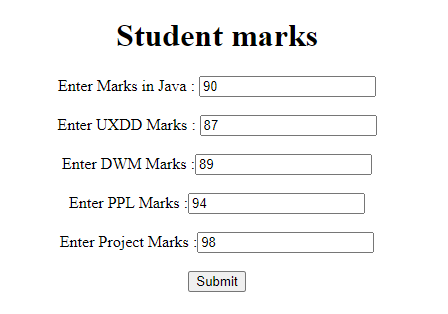 Student marks
Enter Marks in Java : 90
Enter UXDD Marks : 87
Enter DWM Marks :89
Enter PPL Marks :94
Enter Project Marks :98
Submit